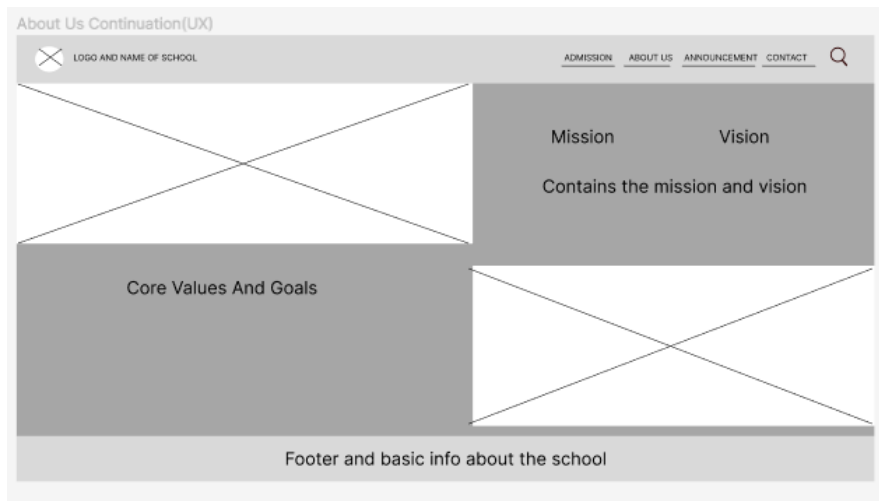 About Us Continuation(UX)
LOGO AND NAME OF SCHOOL
ADMISSION ABOUT US ANNOUNCEMENT CONTACT
Mission Vision
Contains the mission and vision
Core Values And Goals
Footer and basic info about the school